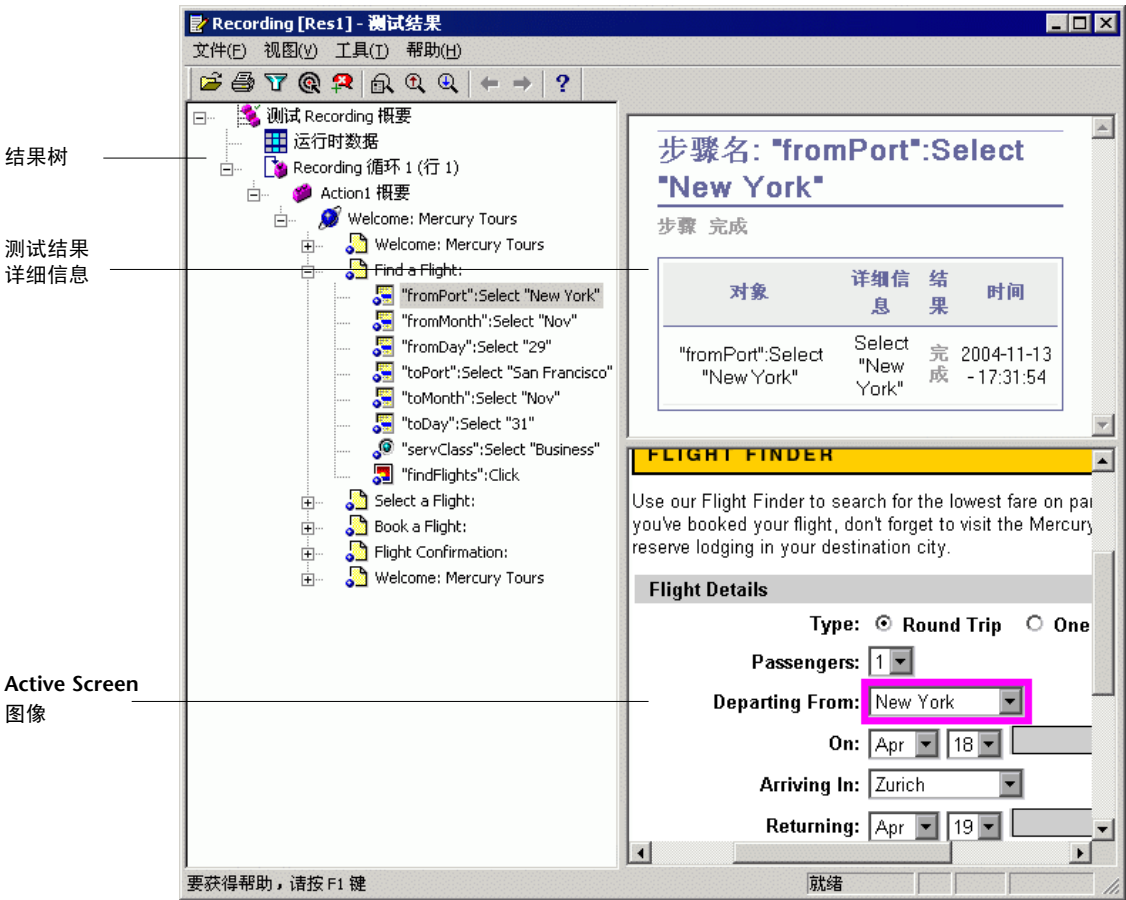 Recording [Res1] - 测试结果
文件(F) 视图(V) 工具(T) 帮助(H)
结果树
测试结果
详细信息
Active Screen
图像
测试 Recording 概要
运行时数据
Recording 循环 1 (行 1)
Action1 概要
Welcome: Mercury Tours
Welcome: Mercury Tours
Find a Flight:
"fromPort":Select "New York"
"fromMonth":Select "Nov"
"fromDay":Select "29"
"toPort":Select "San Francisco"
"toMonth":Select "Nov"
"toDay":Select "31"
"servClass":Select "Business"
"findFlights":Click
Select a Flight:
Book a Flight:
Flight Confirmation:
Welcome: Mercury Tours
步骤名: "fromPort":Select
"New York"
步骤 完成
对象 详细信息 结果 时间
"fromPort":Select "New York" Select "New York" 完成 2004-11-13 - 17:31:54
FLIGHT FINDER
Use our Flight Finder to search for the lowest fare on par
you've booked your flight, don't forget to visit the Mercury
reserve lodging in your destination city.
Flight Details
Type: Round Trip One
Passengers: 1
Departing From: New York
On: Apr 18
Arriving In: Zurich
Returning: Apr 19
要获得帮助，请按 F1 键
就绪